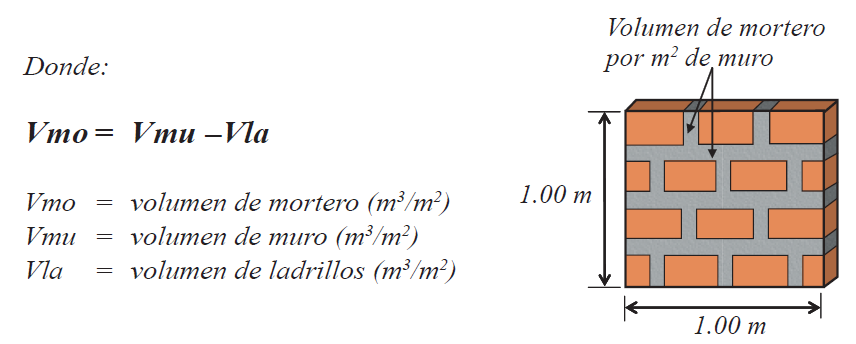 Donde:
Vmo = Vmu –Vla
Vmo = volumen de mortero (m³/m²)
Vmu = volumen de muro (m³/m²)
Vla = volumen de ladrillos (m³/m²)
Volumen de mortero
por m² de muro
1.00 m
1.00 m